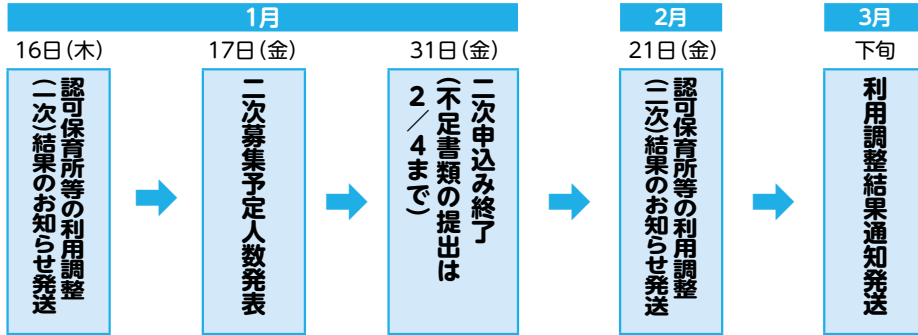 1月
16日（木）
認可保育所等の利用調整
（一次）結果のお知らせ発送
17日（金）
二次募集予定人数発表
31日（金）
二次申込み終了
（不足書類の提出は
2／4まで）
2月
21日（金）
認可保育所等の利用調整
（二次）結果のお知らせ発送
3月
下旬
利用調整結果通知発送